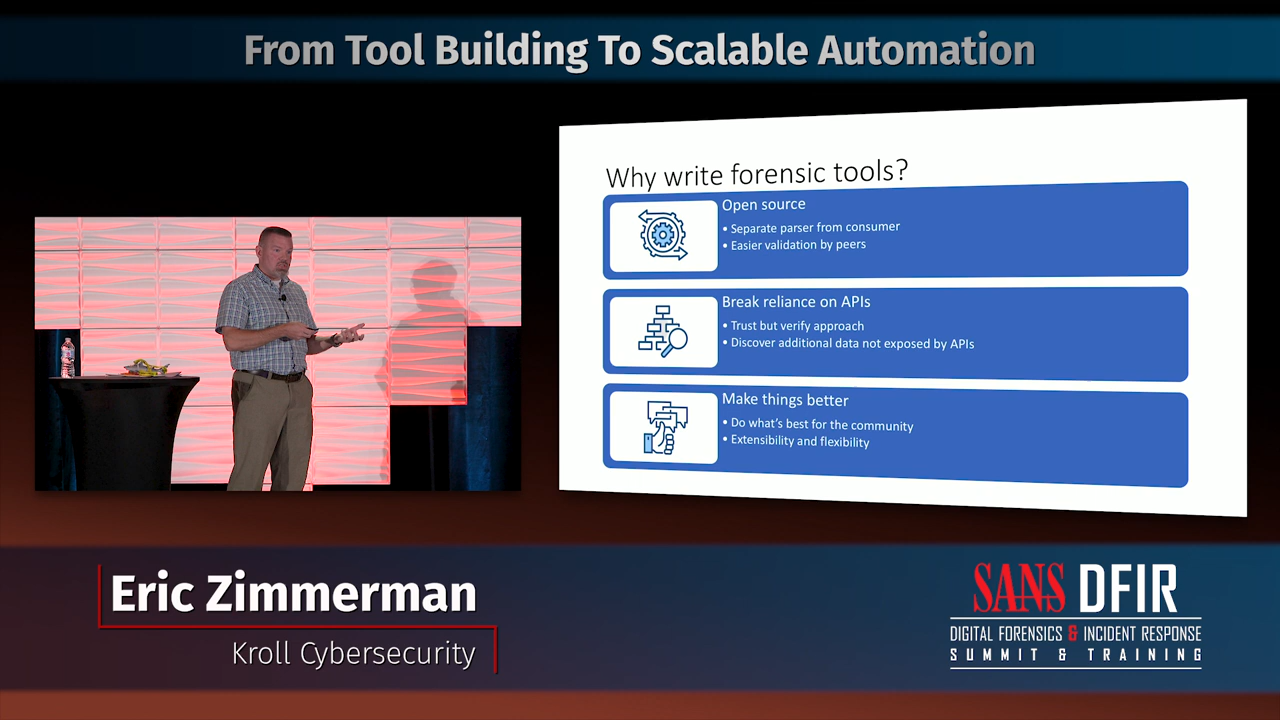 From Tool Building To Scalable Automation
Why write forensic tools?
Open source
• Separate parser from consumer
• Easier validation by peers
Break reliance on APIs
• Trust but verify approach
• Discover additional data not exposed by APIs
Make things better
• Do what's best for the community
• Extensibility and flexibility
Eric Zimmerman
Kroll Cybersecurity
SANS DFIR
DIGITAL FORENSICS & INCIDENT RESPONSE
SUMMIT & TRAINING